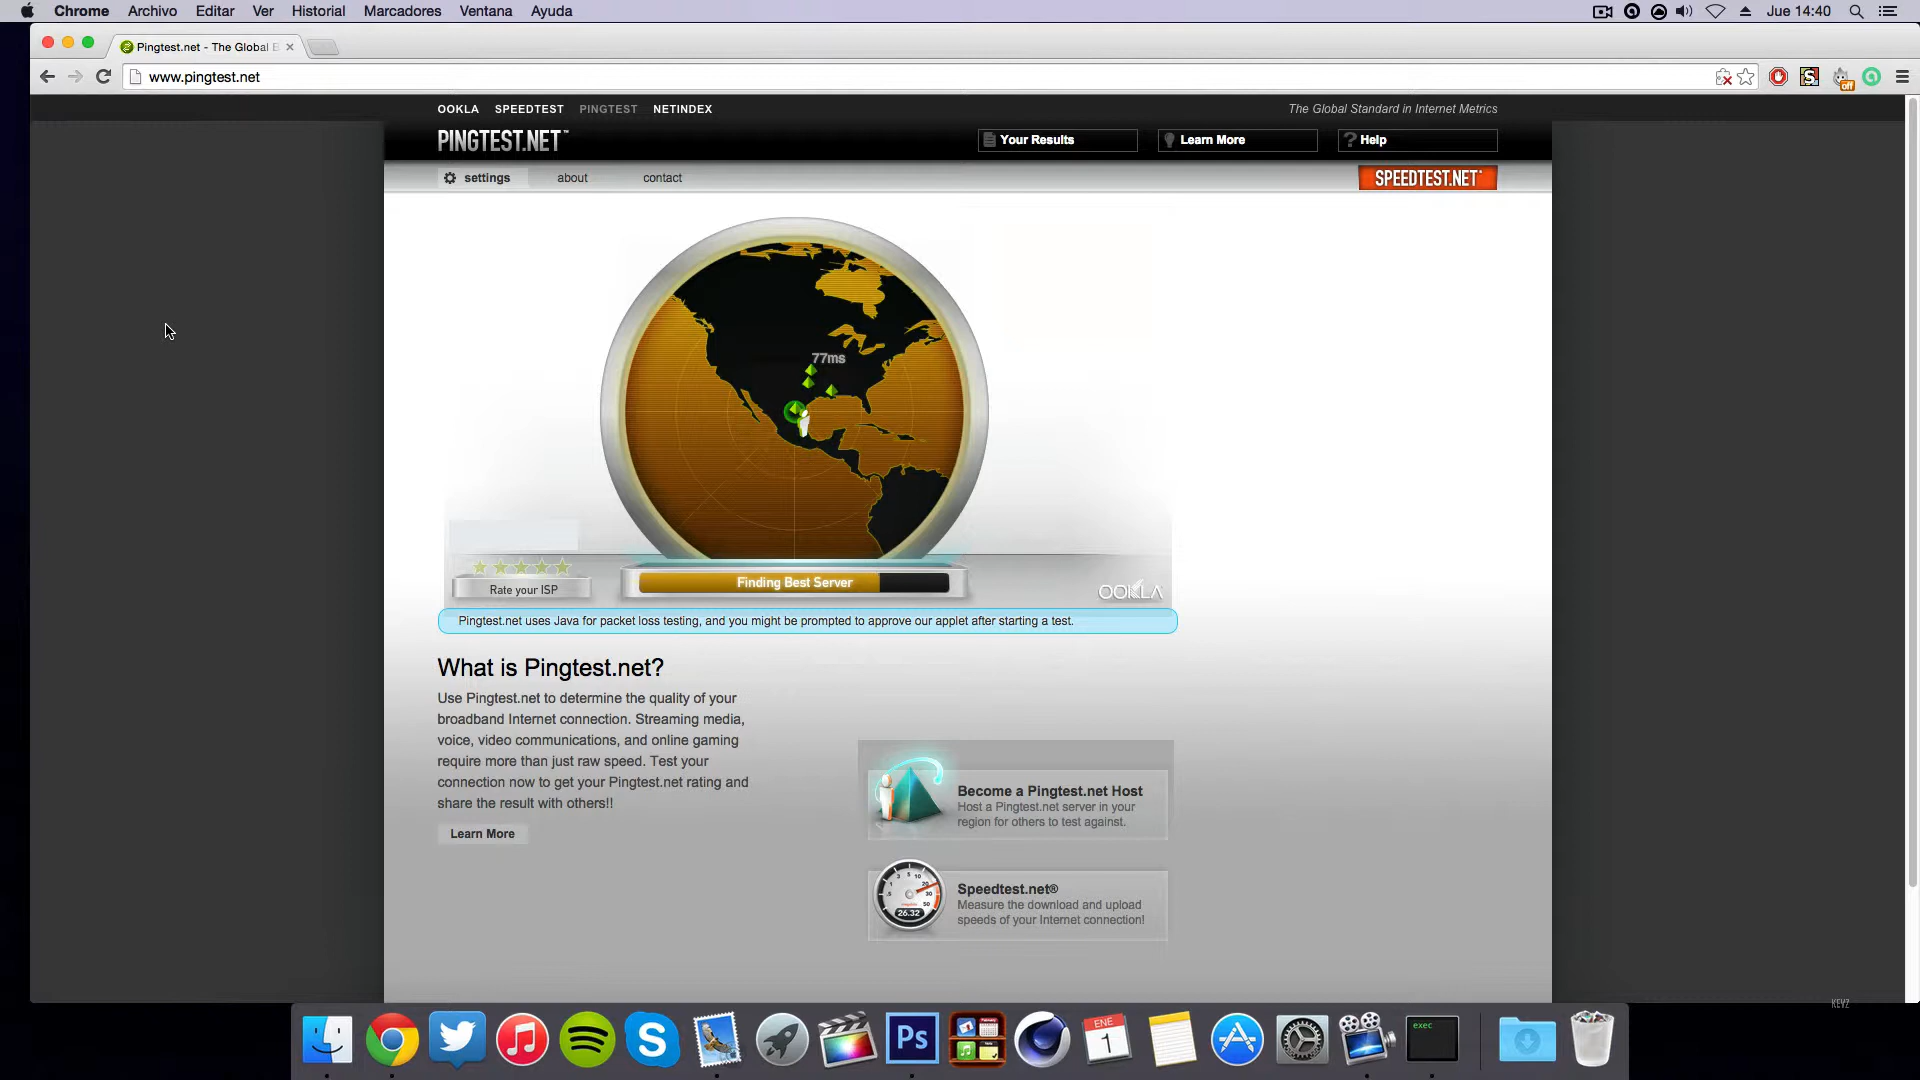 Chrome Archivo Editar Ver Historial Marcadores Ventana Ayuda Jue 14:40
Pingtest.net - The Global B
www.pingtest.net
OOKLA SPEEDTEST PINGTEST NETINDEX The Global Standard in Internet Metrics
PINGTEST.NET™ Your Results Learn More ? Help
settings about contact SPEEDTEST.NET
77ms
Finding Best Server
Rate your ISP
OOKLA
Pingtest.net uses Java for packet loss testing, and you might be prompted to approve our applet after starting a test.
What is Pingtest.net?
Use Pingtest.net to determine the quality of your
broadband Internet connection. Streaming media,
voice, video communications, and online gaming
require more than just raw speed. Test your
connection now to get your Pingtest.net rating and
share the result with others!!
Learn More
Become a Pingtest.net Host
Host a Pingtest.net server in your
region for others to test against.
Speedtest.net®
Measure the download and upload
speeds of your Internet connection!
26.32
KEYZ
Ps
ENE
1
exec
off